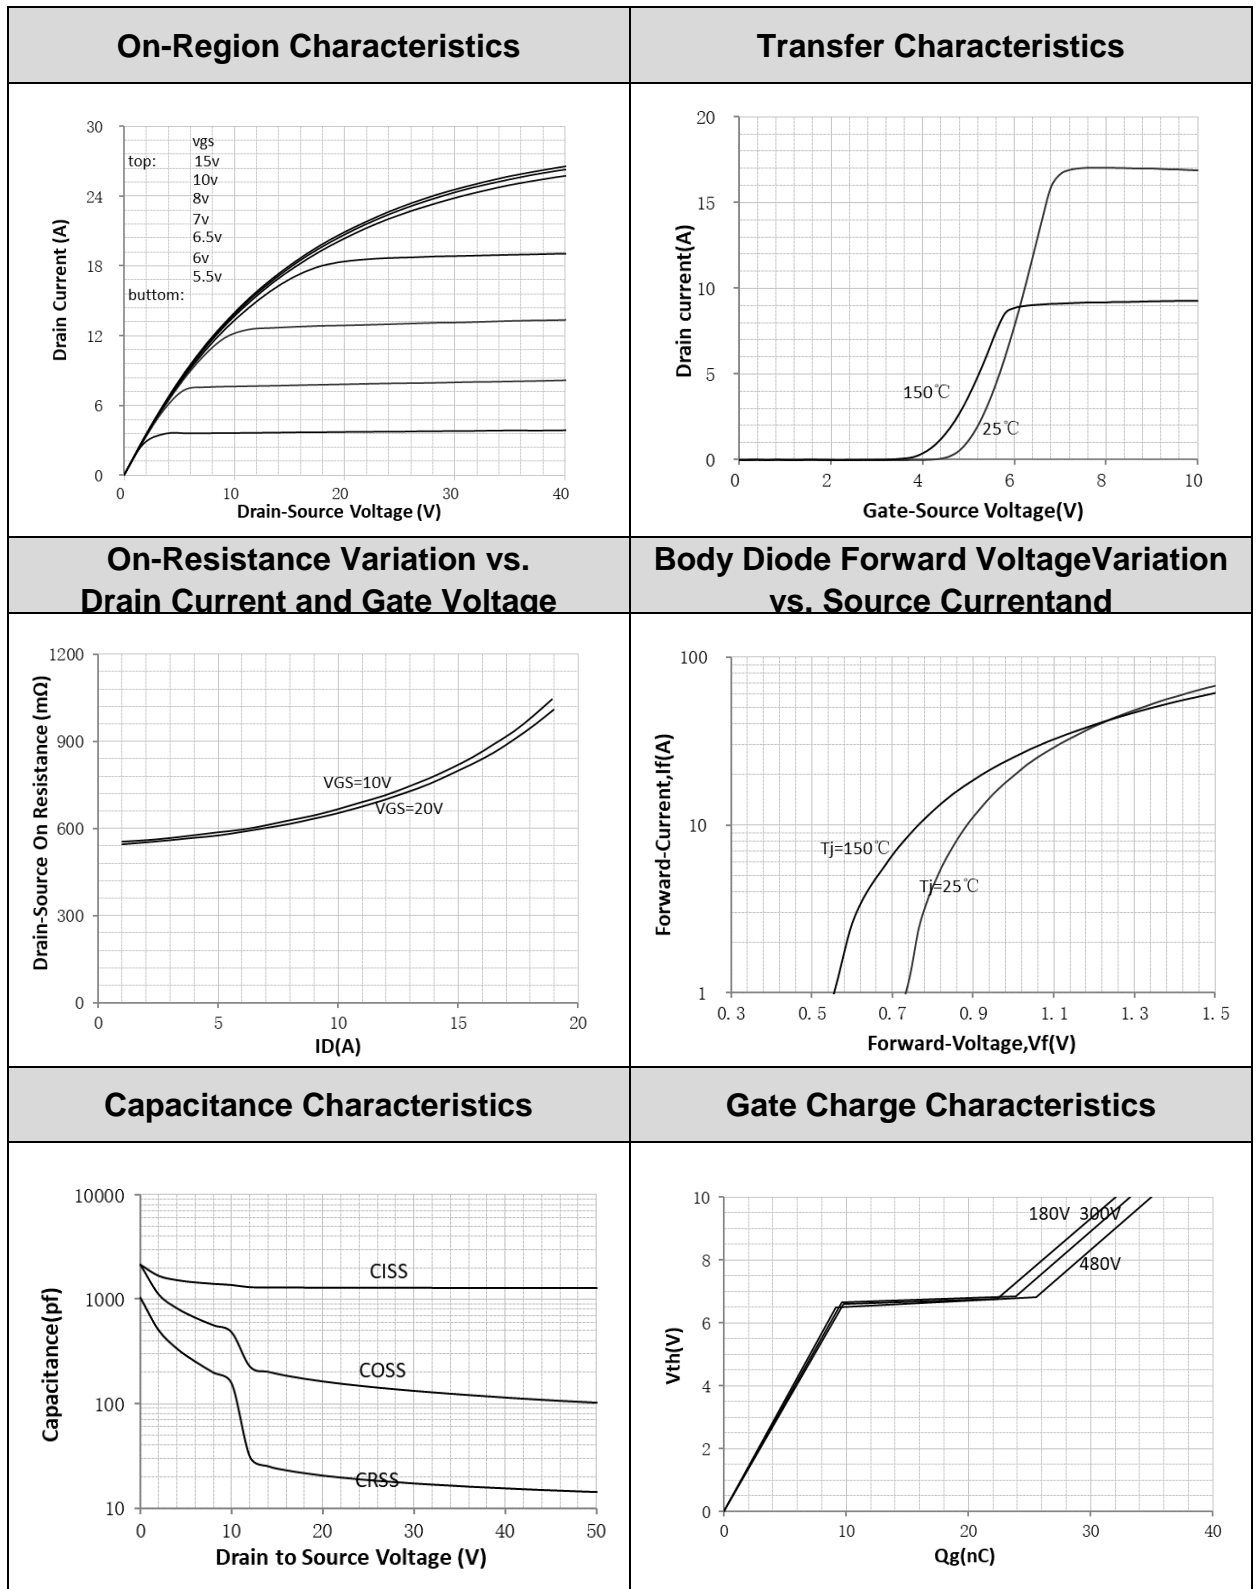 On-Region Characteristics
Transfer Characteristics
30
24
18
12
6
0
vgs
top: 15v
10v
8v
7v
6.5v
6v
5.5v
buttom:
0 10 20 30 40
Drain Current (A)
Drain-Source Voltage (V)
20
15
10
5
0
150℃
25℃
0 2 4 6 8 10
Drain current(A)
Gate-Source Voltage(V)
On-Resistance Variation vs.
Drain Current and Gate Voltage
Body Diode Forward VoltageVariation
vs. Source Currentand
1200
900
600
300
0
VGS=10V
VGS=20V
0 5 10 15 20
Drain-Source On Resistance (mΩ)
ID(A)
100
10
1
Tj=150℃
Tj=25℃
0.3 0.5 0.7 0.9 1.1 1.3 1.5
Forward-Current,If(A)
Forward-Voltage,Vf(V)
Capacitance Characteristics
Gate Charge Characteristics
10000
1000
100
10
CISS
COSS
CRSS
0 10 20 30 40 50
Capacitance(pf)
Drain to Source Voltage (V)
10
8
6
4
2
0
180V 300V
480V
0 10 20 30 40
Vth(V)
Qg(nC)